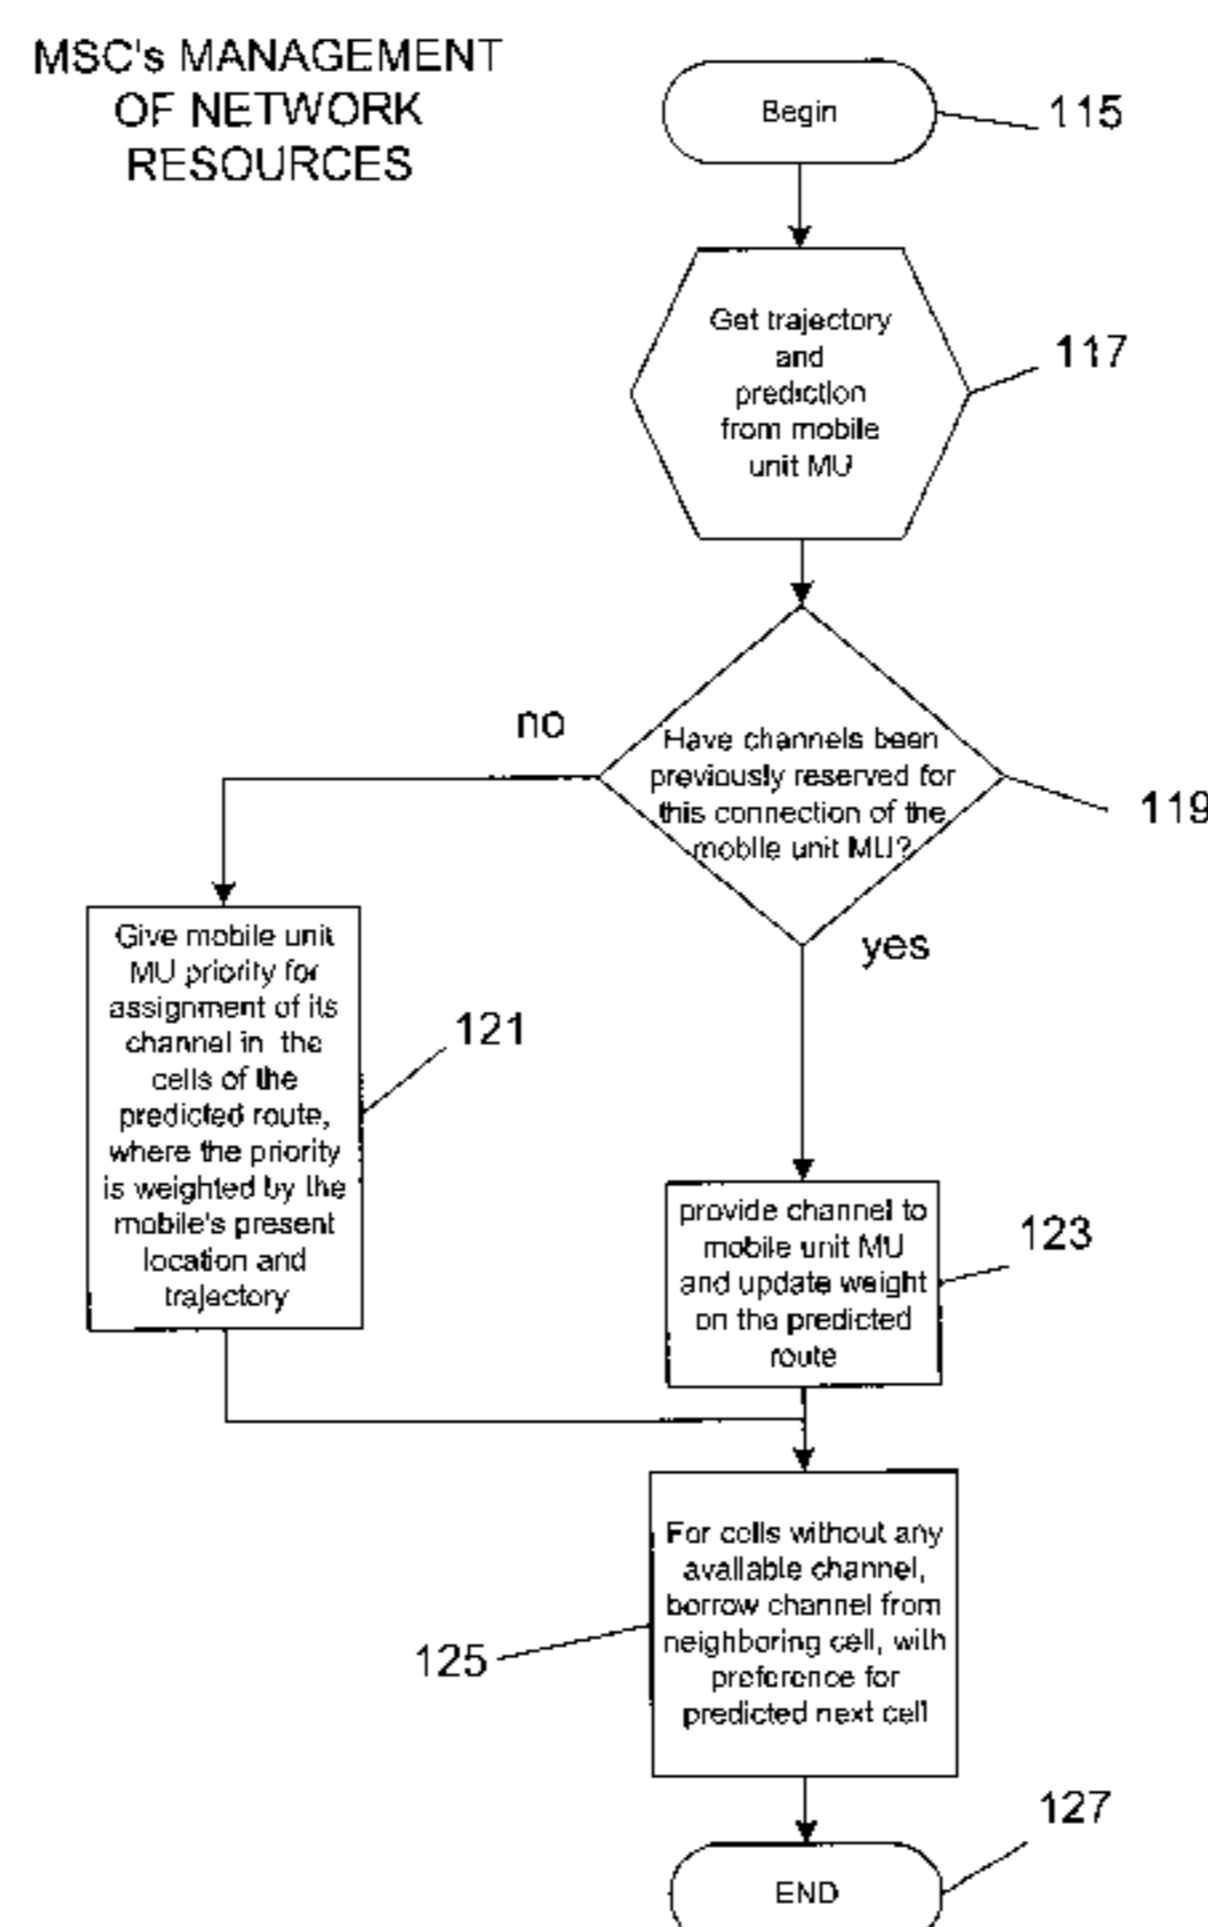 MSC's MANAGEMENT
OF NETWORK
RESOURCES
Begin
115
Get trajectory
and
prediction
from mobile
unit MU
117
Have channels been
previously reserved for
this connection of the
mobile unit MU?
119
no
yes
Give mobile unit
MU priority for
assignment of its
channel in the
cells of the
predicted route,
where the priority
is weighted by the
mobile's present
location and
trajectory
121
provide channel to
mobile unit MU
and update weight
on the predicted
route
123
For cells without any
available channel,
borrow channel from
neighboring cell, with
preference for
predicted next cell
125
END
127